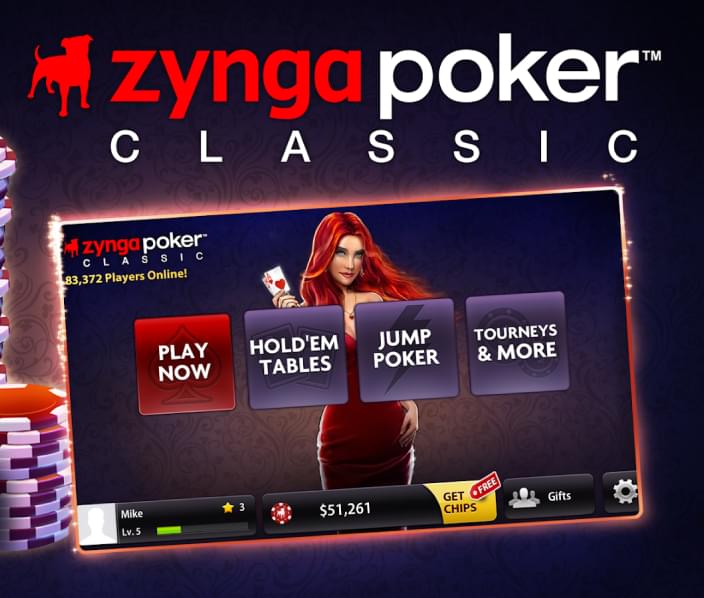 zynga poker™
CLASSIC
zynga poker™
CLASSIC
83,372 Players Online!
PLAY
NOW
HOLD'EM
TABLES
JUMP
POKER
TOURNEYS
& MORE
Mike
3
Lv. 5
$51,261
GET
CHIPS
FREE
Gifts